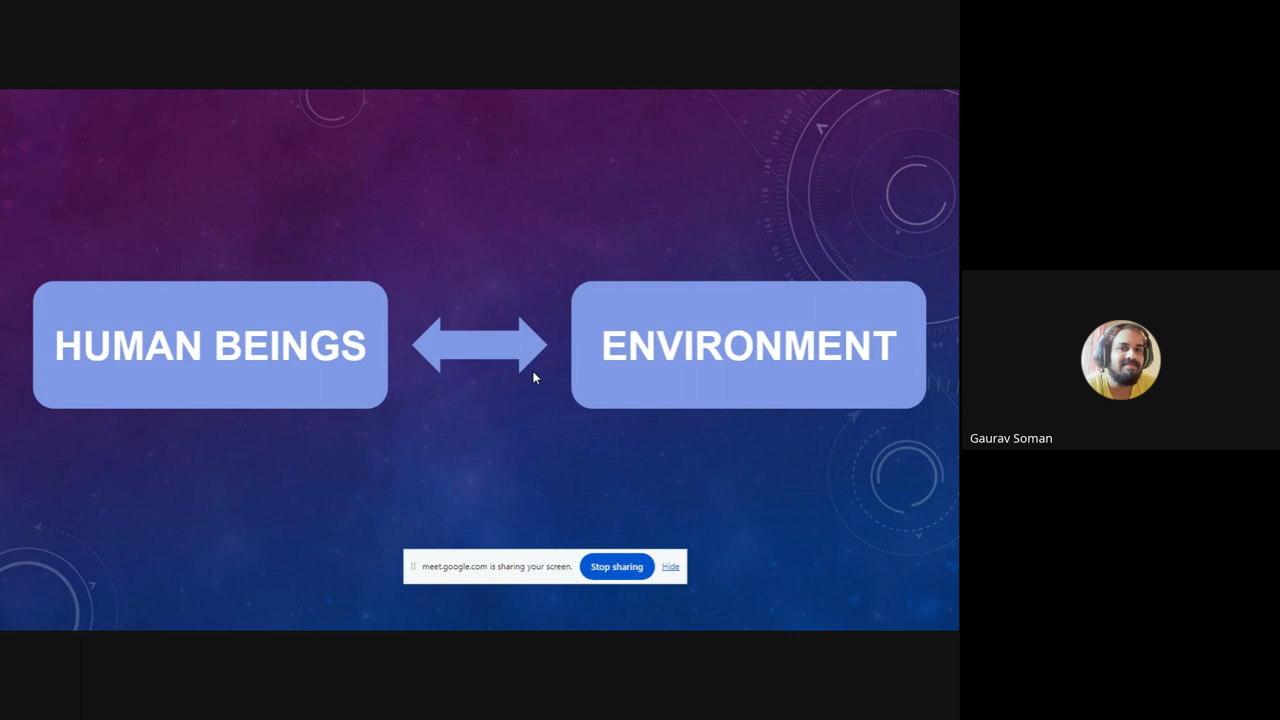 HUMAN BEINGS
ENVIRONMENT
meet.google.com is sharing your screen. Stop sharing Hide
Gaurav Soman